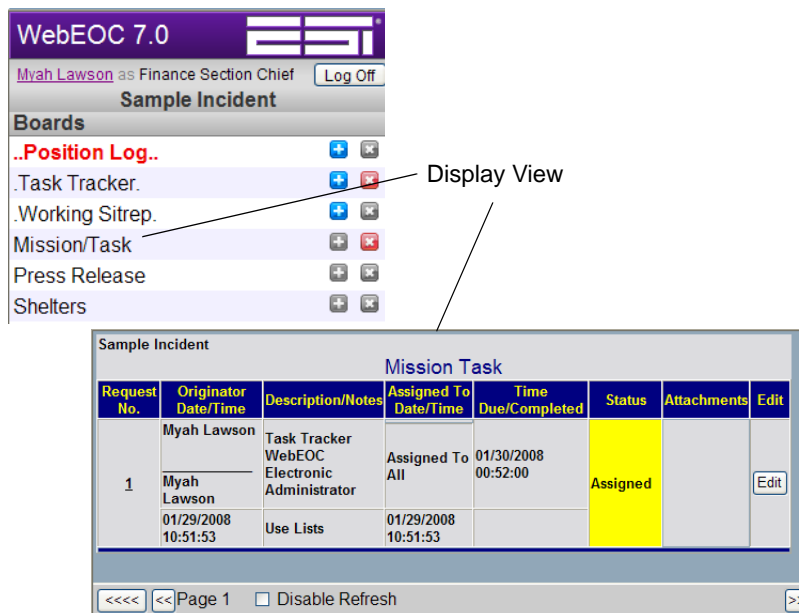 WebEOC 7.0 ESi
Myah Lawson as Finance Section Chief Log Off
Sample Incident
Boards
..Position Log..
.Task Tracker.
.Working Sitrep.
Mission/Task
Press Release
Shelters
Display View
Sample Incident
Mission Task
Request No. Originator Date/Time Description/Notes Assigned To Date/Time Time Due/Completed Status Attachments Edit
1 Myah Lawson Myah Lawson Task Tracker WebEOC Electronic Administrator Assigned To All 01/30/2008 00:52:00 Assigned Edit
01/29/2008 10:51:53 Use Lists 01/29/2008 10:51:53
<<<< << Page 1 Disable Refresh >>